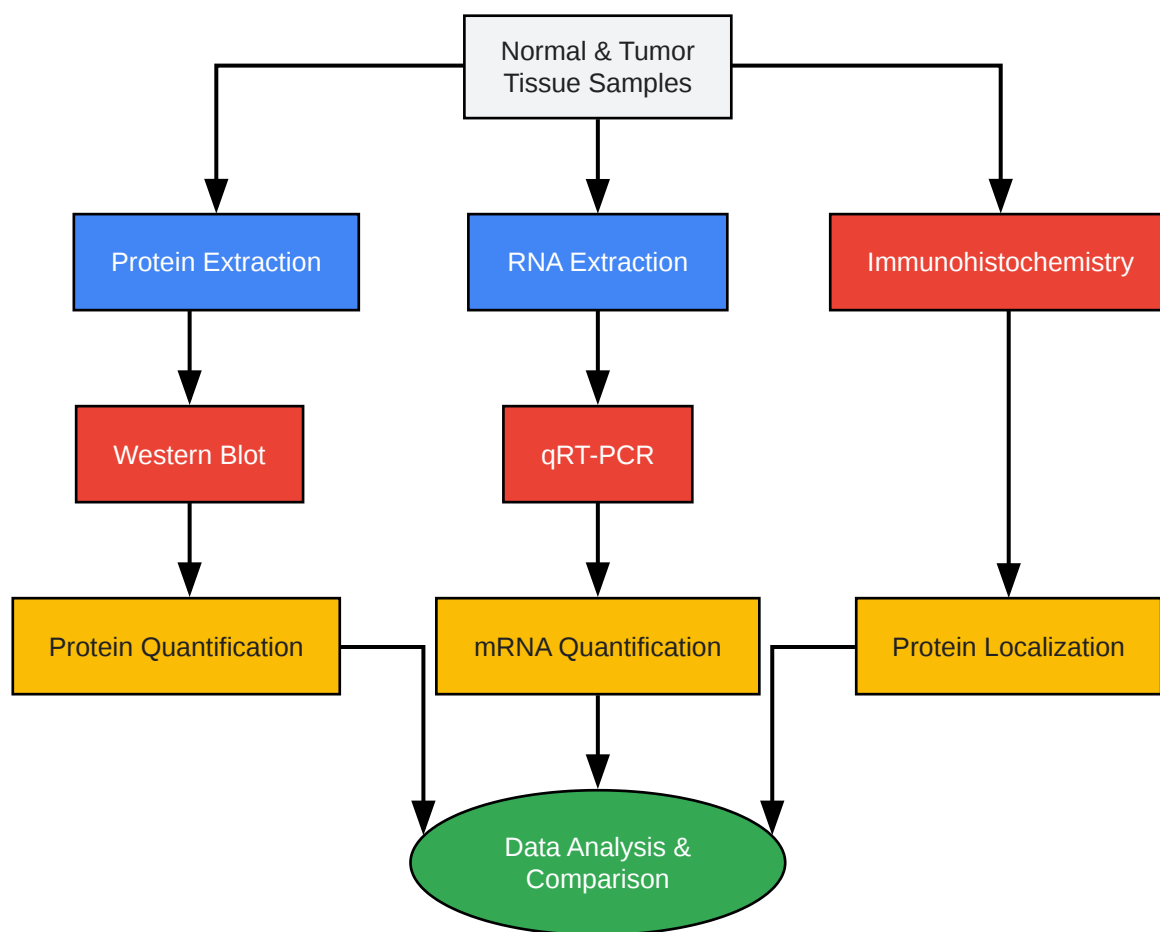 Normal & Tumor
Tissue Samples
Protein Extraction
RNA Extraction
Immunohistochemistry
Western Blot
qRT-PCR
Protein Quantification
mRNA Quantification
Protein Localization
Data Analysis &
Comparison